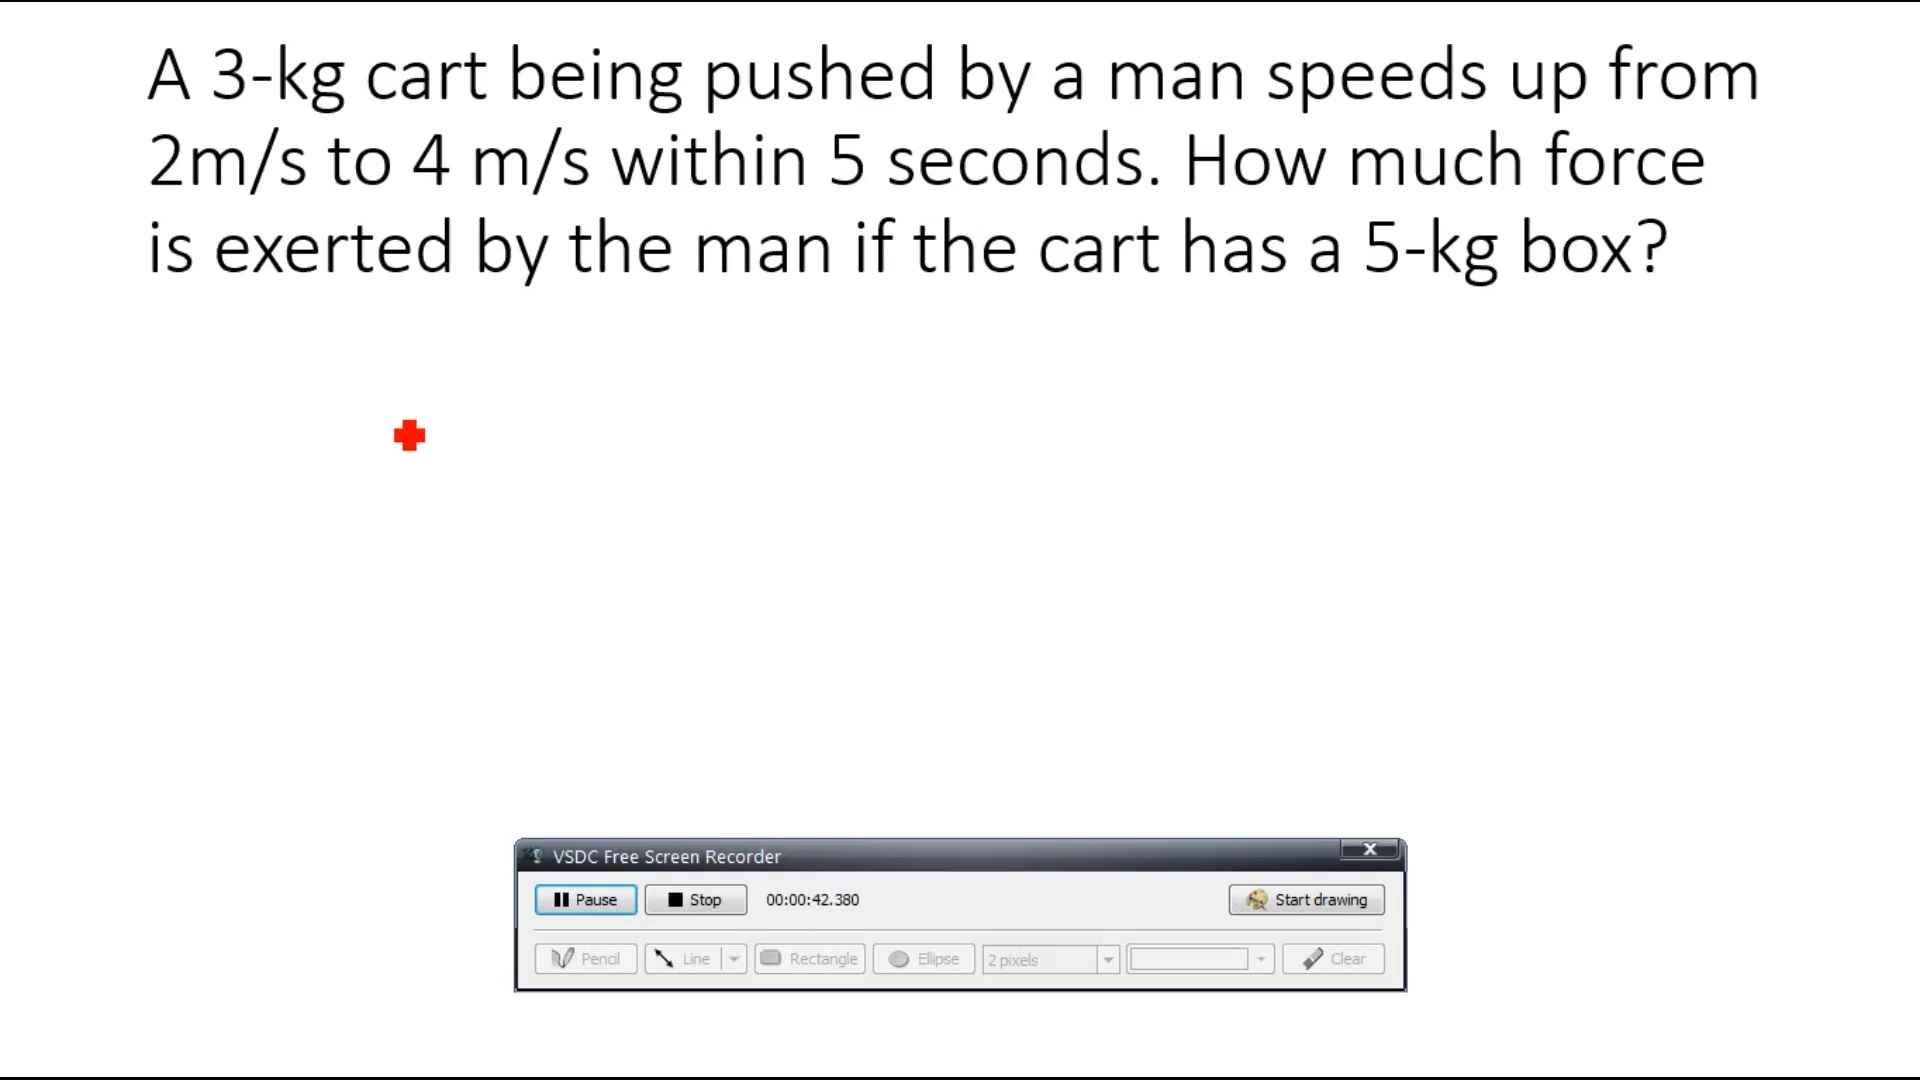 A 3-kg cart being pushed by a man speeds up from
2m/s to 4 m/s within 5 seconds. How much force
is exerted by the man if the cart has a 5-kg box?
VSDC Free Screen Recorder
X
Pause Stop 00:00:42.380 Start drawing
Pencil Line Rectangle Ellipse 2 pixels Clear